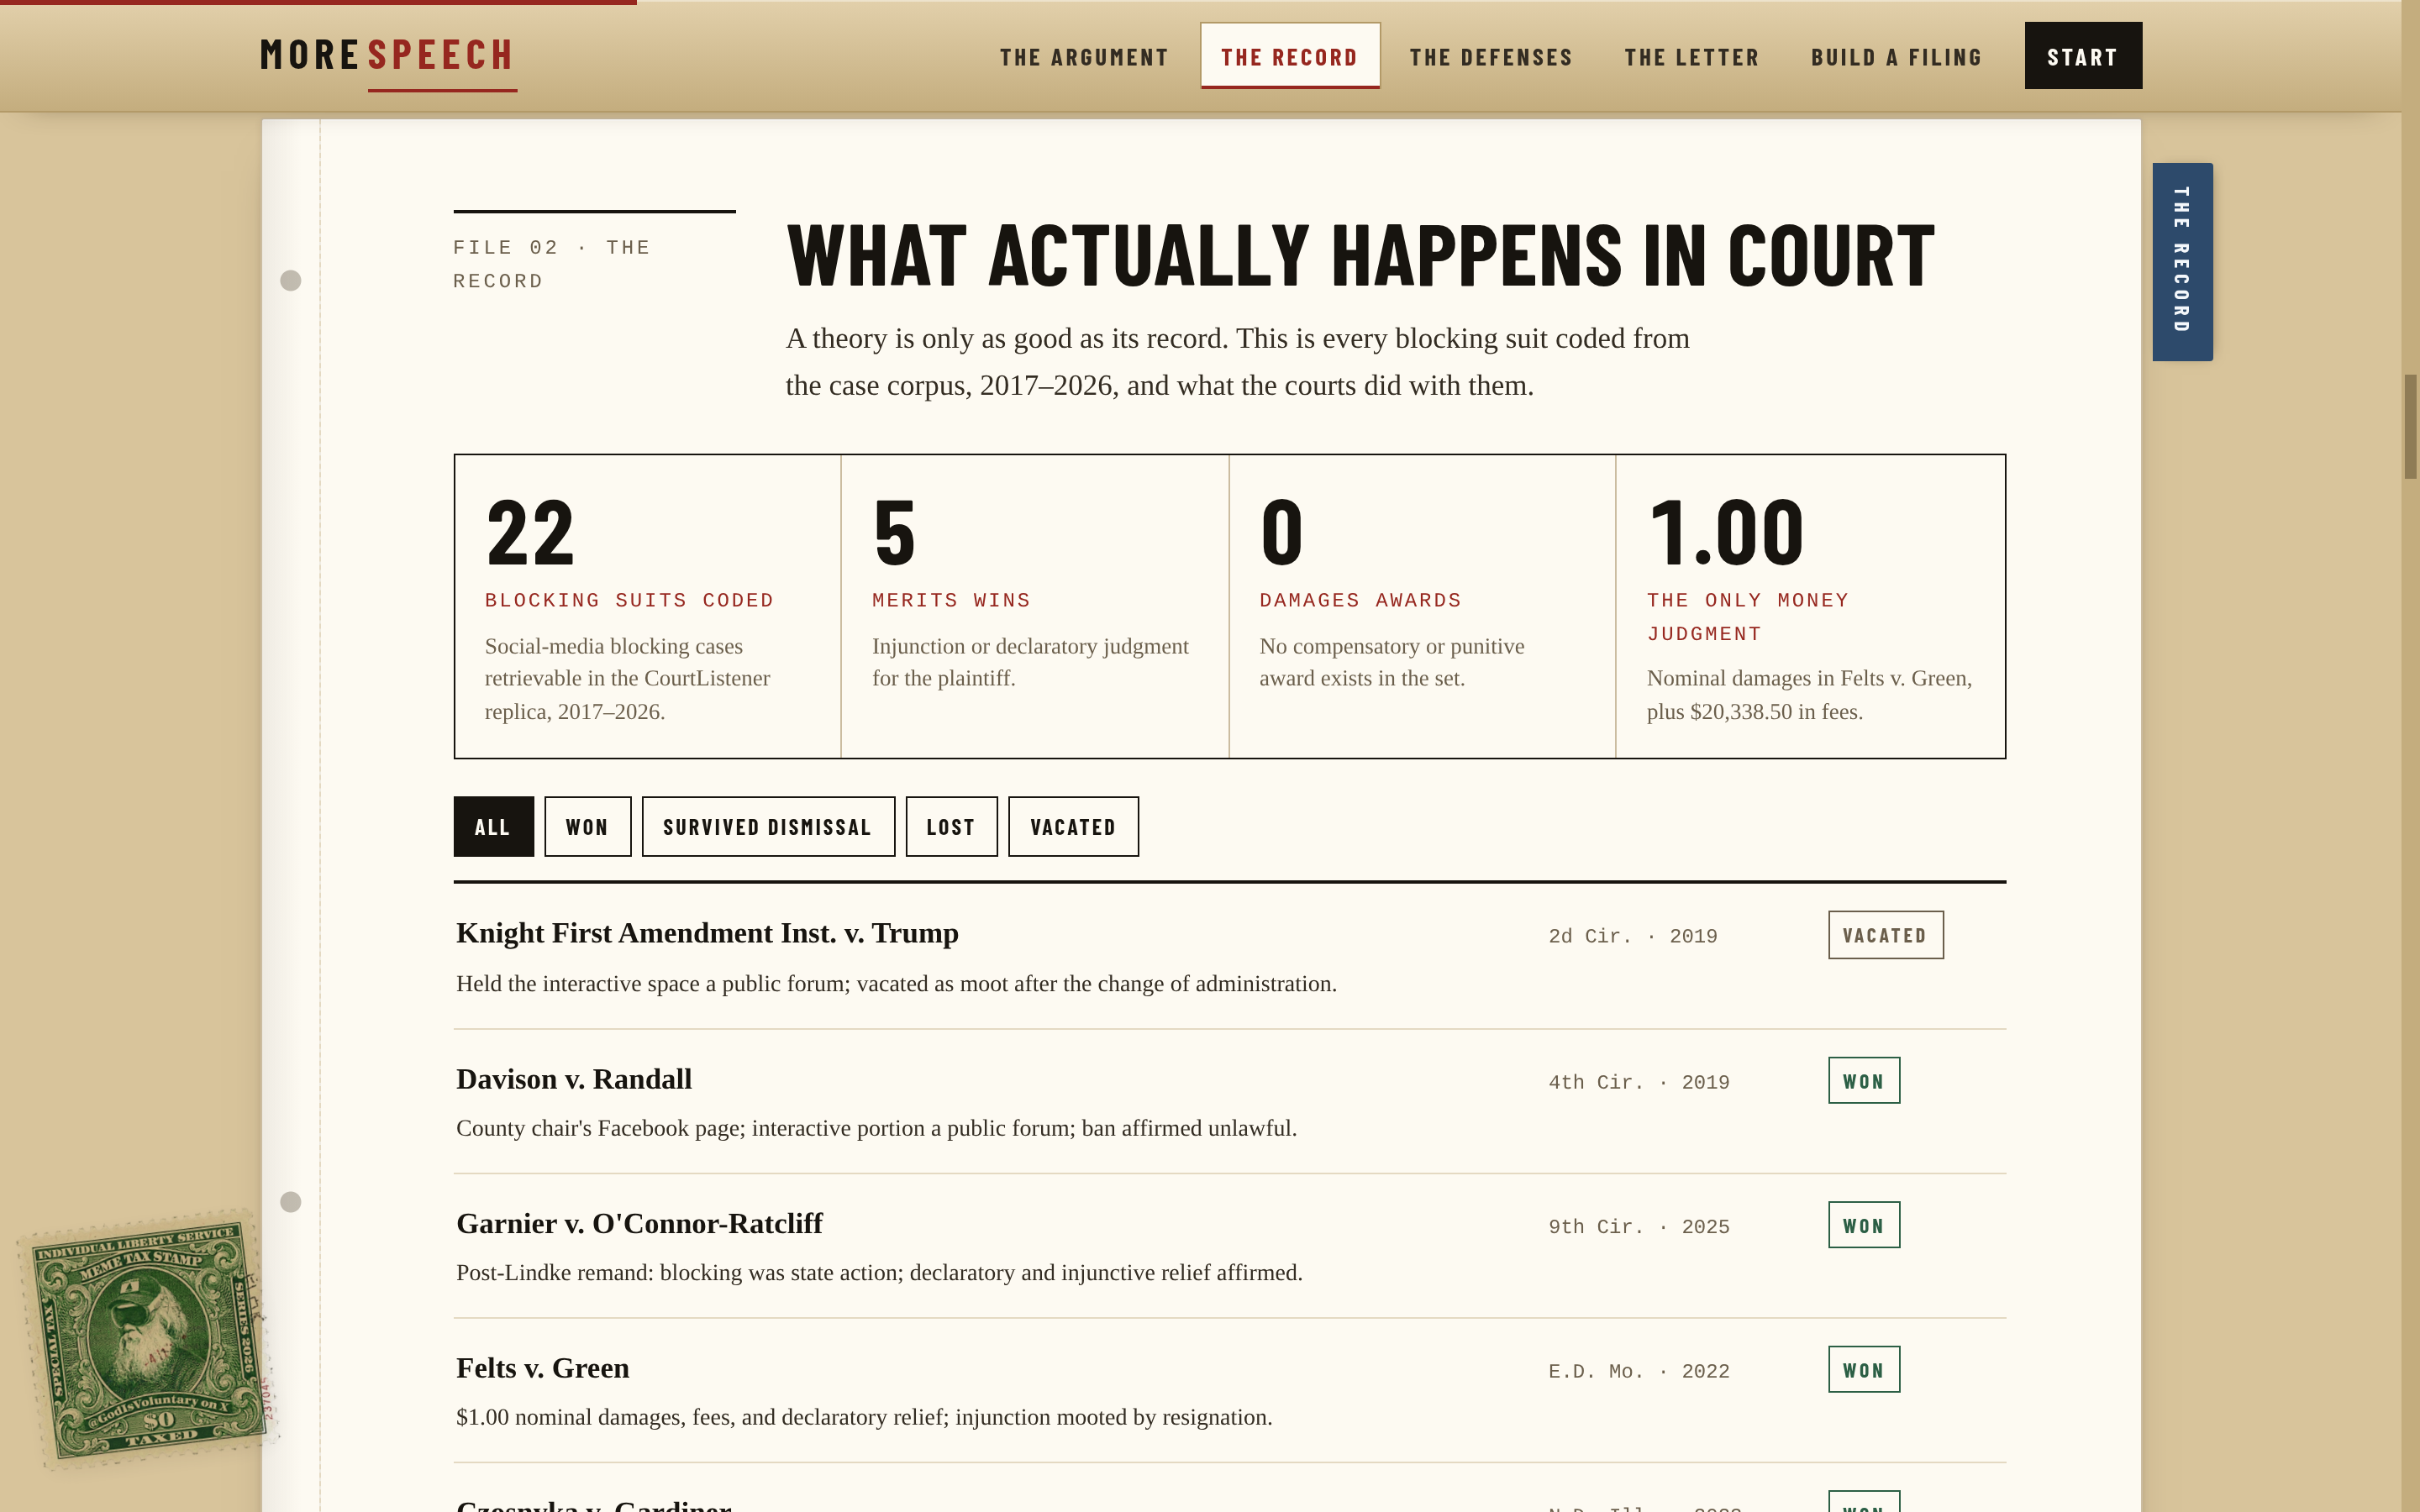 MORE SPEECH
THE ARGUMENT
THE RECORD
THE DEFENSES
THE LETTER
BUILD A FILING
START
THE RECORD
FILE 02 · THE
RECORD
WHAT ACTUALLY HAPPENS IN COURT
A theory is only as good as its record. This is every blocking suit coded from
the case corpus, 2017–2026, and what the courts did with them.
22
BLOCKING SUITS CODED
Social-media blocking cases
retrievable in the CourtListener
replica, 2017–2026.
5
MERITS WINS
Injunction or declaratory judgment
for the plaintiff.
0
DAMAGES AWARDS
No compensatory or punitive
award exists in the set.
1.00
THE ONLY MONEY
JUDGMENT
Nominal damages in Felts v. Green,
plus $20,338.50 in fees.
ALL
WON
SURVIVED DISMISSAL
LOST
VACATED
Knight First Amendment Inst. v. Trump
2d Cir. · 2019
VACATED
Held the interactive space a public forum; vacated as moot after the change of administration.
Davison v. Randall
4th Cir. · 2019
WON
County chair's Facebook page; interactive portion a public forum; ban affirmed unlawful.
Garnier v. O'Connor-Ratcliff
9th Cir. · 2025
WON
Post-Lindke remand: blocking was state action; declaratory and injunctive relief affirmed.
Felts v. Green
E.D. Mo. · 2022
WON
$1.00 nominal damages, fees, and declaratory relief; injunction mooted by resignation.
INDIVIDUAL LIBERTY SERVICE
MEME TAX STAMP
SPECIAL TAX
SERIES 2026
@GodIsVoluntary on X
$0
TAXED